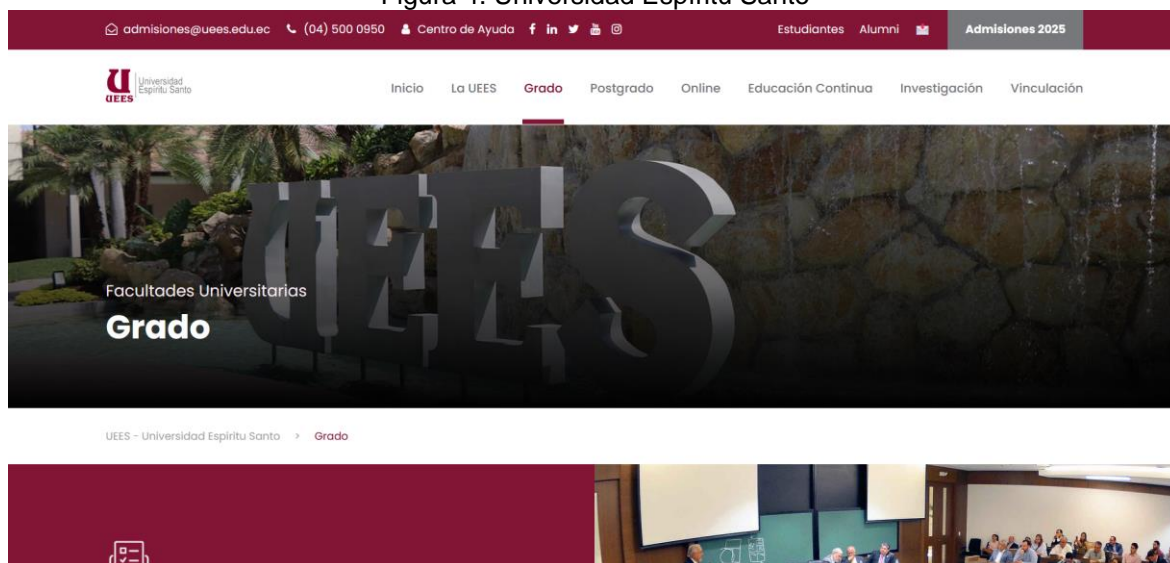 Figura 4. Universidad Espíritu Santo
admisiones@uees.edu.ec (04) 500 0950 Centro de Ayuda Estudiantes Alumni Admisiones 2025
UEES Universidad Espíritu Santo Inicio La UEES Grado Postgrado Online Educación Continua Investigación Vinculación
UEES
Facultades Universitarias
Grado
UEES - Universidad Espíritu Santo > Grado